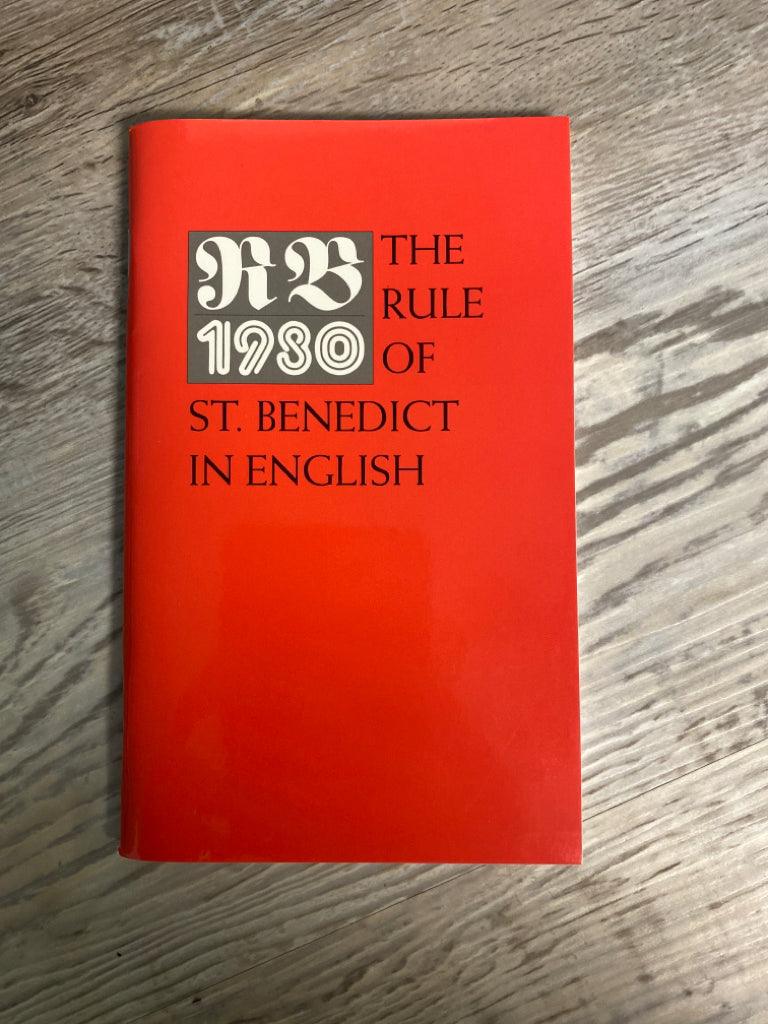 RB
1980
THE
RULE
OF
ST. BENEDICT
IN ENGLISH